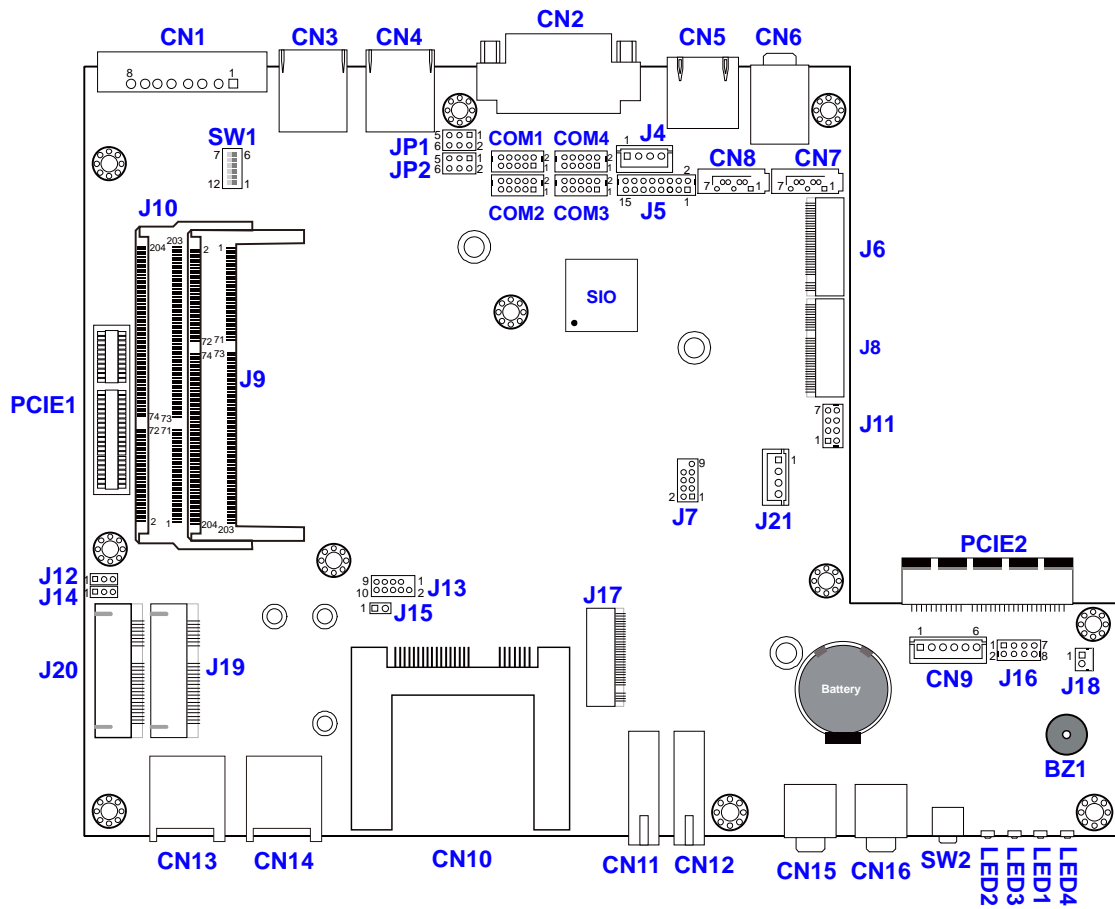 CN1
CN3
CN4
CN2
CN5
CN6
8
1
SW1
7
6
12
1
JP1
5
1
6
2
JP2
5
1
6
2
COM1
2
1
COM4
2
1
J4
1
CN8
7
1
CN7
7
1
COM2
2
1
COM3
2
1
J5
2
15
1
J10
204
203
2
1
J6
SIO
72
71
74
73
J8
J9
PCIE1
74
73
72
71
J11
7
1
9
2
1
J7
1
J21
2
1
204
203
PCIE2
J12
1
J14
1
9
1
10
2
J13
1
J15
J17
J20
J19
1
6
CN9
1
7
2
8
J16
1
J18
Battery
BZ1
CN13
CN14
CN10
CN11
CN12
CN15
CN16
SW2
LED2
LED3
LED1
LED4